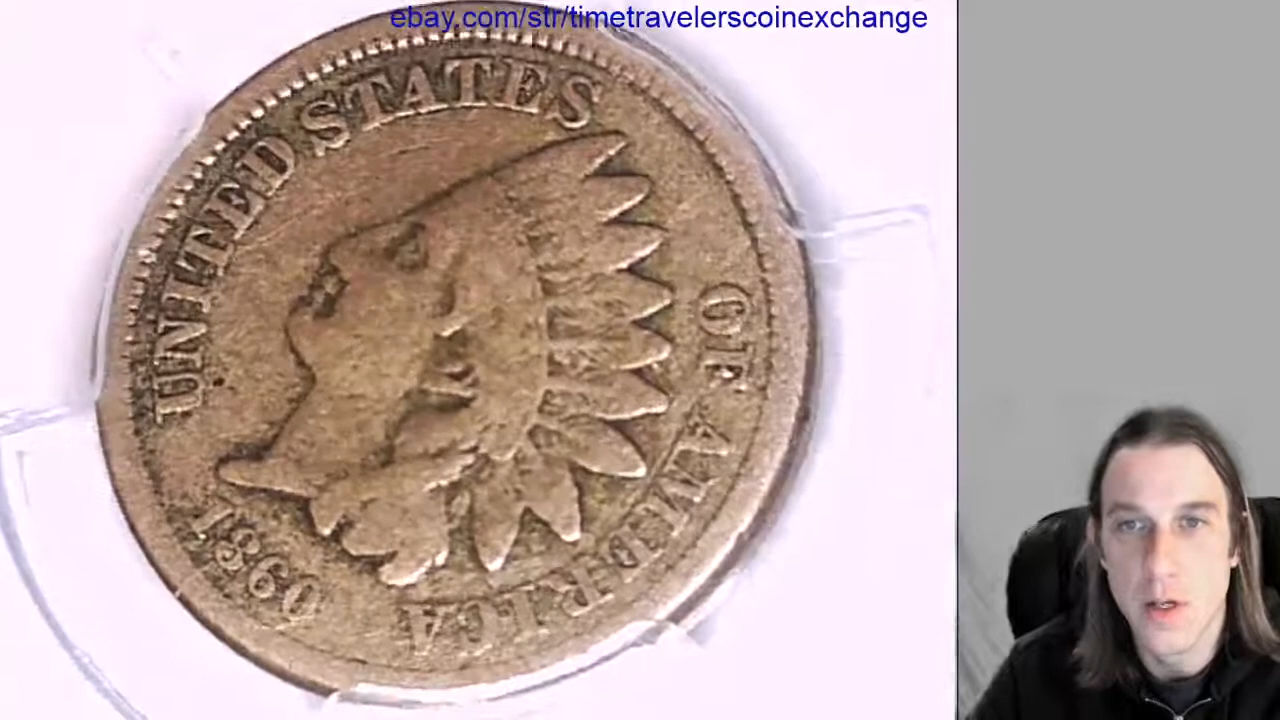 ebay.com/str/timetravelerscoinexchange
UNITED STATES
OF AMERICA
1860